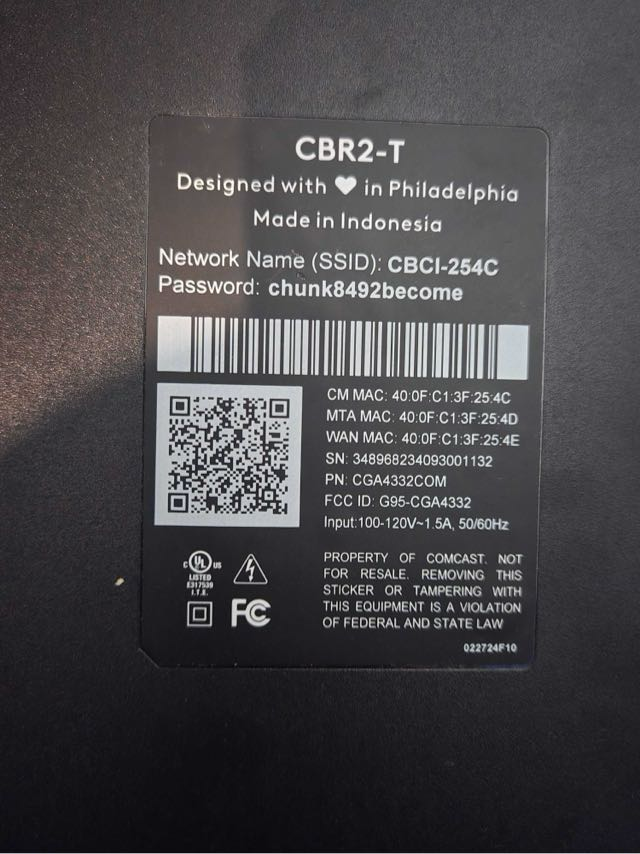 CBR2-T
Designed with ♥ in Philadelphia
Made in Indonesia
Network Name (SSID): CBCI-254C
Password: chunk8492become
CM MAC: 40:0F:C1:3F:25:4C
MTA MAC: 40:0F:C1:3F:25:4D
WAN MAC: 40:0F:C1:3F:25:4E
SN: 348968234093001132
PN: CGA4332COM
FCC ID: G95-CGA4332
Input:100-120V~1.5A, 50/60Hz
C UL US
LISTED
E317539
I.T.E.
FC
PROPERTY OF COMCAST. NOT
FOR RESALE. REMOVING THIS
STICKER OR TAMPERING WITH
THIS EQUIPMENT IS A VIOLATION
OF FEDERAL AND STATE LAW
022724F10